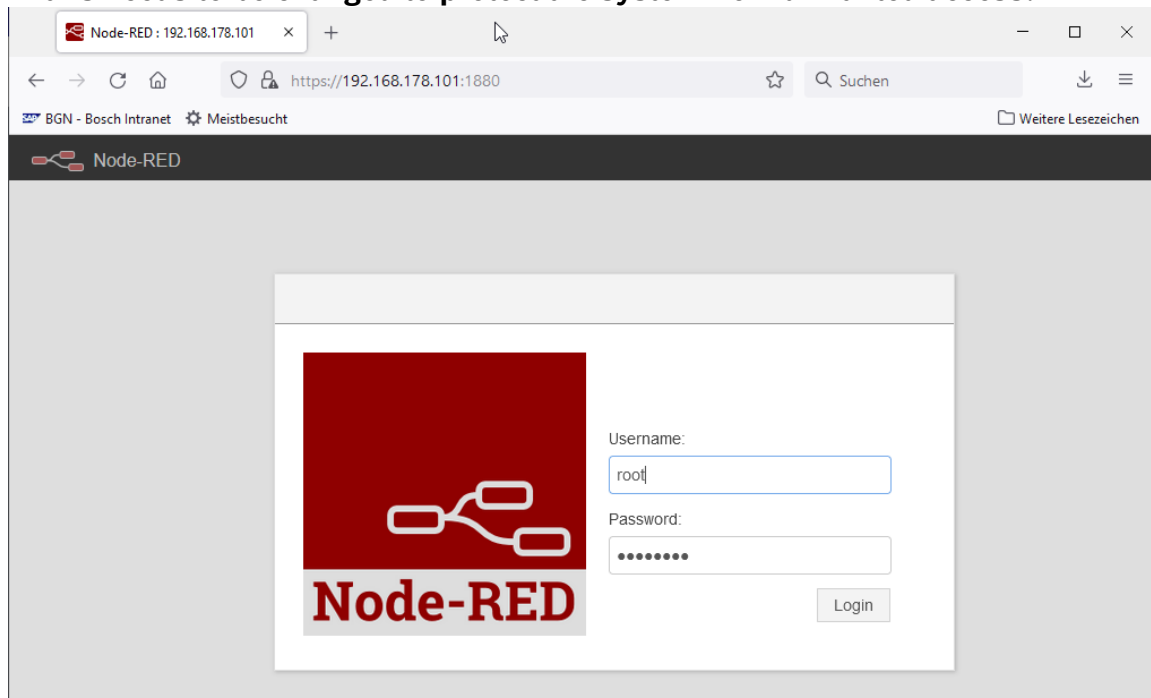 Node-RED : 192.168.178.101
https://192.168.178.101:1880
Suchen
BGN - Bosch Intranet Meistbesucht Weitere Lesezeichen
Node-RED
Username:
root
Password:
Login
Node-RED